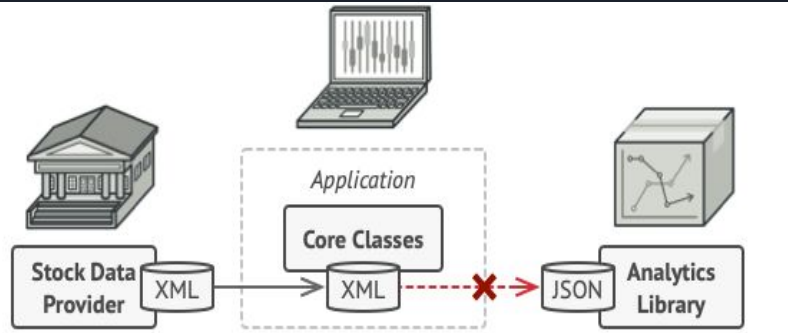 Application
Core Classes
Stock Data
Provider
XML
XML
JSON
Analytics
Library